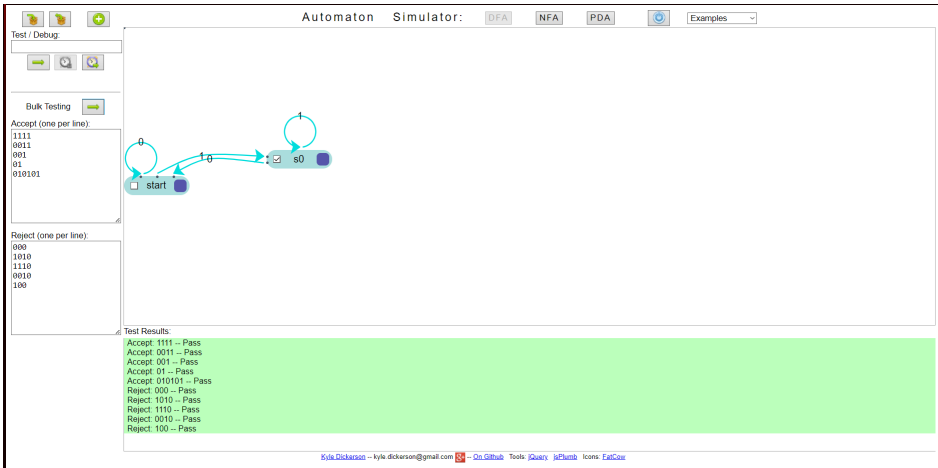 Automaton Simulator: DFA NFA PDA Examples
Test / Debug:
Bulk Testing
Accept (one per line):
1111
0011
001
01
010101
Reject (one per line):
000
1010
1110
0010
100
0
1
1 0
s0
start
Test Results:
Accept: 1111 -- Pass
Accept: 0011 -- Pass
Accept: 001 -- Pass
Accept: 01 -- Pass
Accept: 010101 -- Pass
Reject: 000 -- Pass
Reject: 1010 -- Pass
Reject: 1110 -- Pass
Reject: 0010 -- Pass
Reject: 100 -- Pass
Kyle Dickerson -- kyle.dickerson@gmail.com g+ -- On Github Tools: jQuery jsPlumb Icons: FatCow